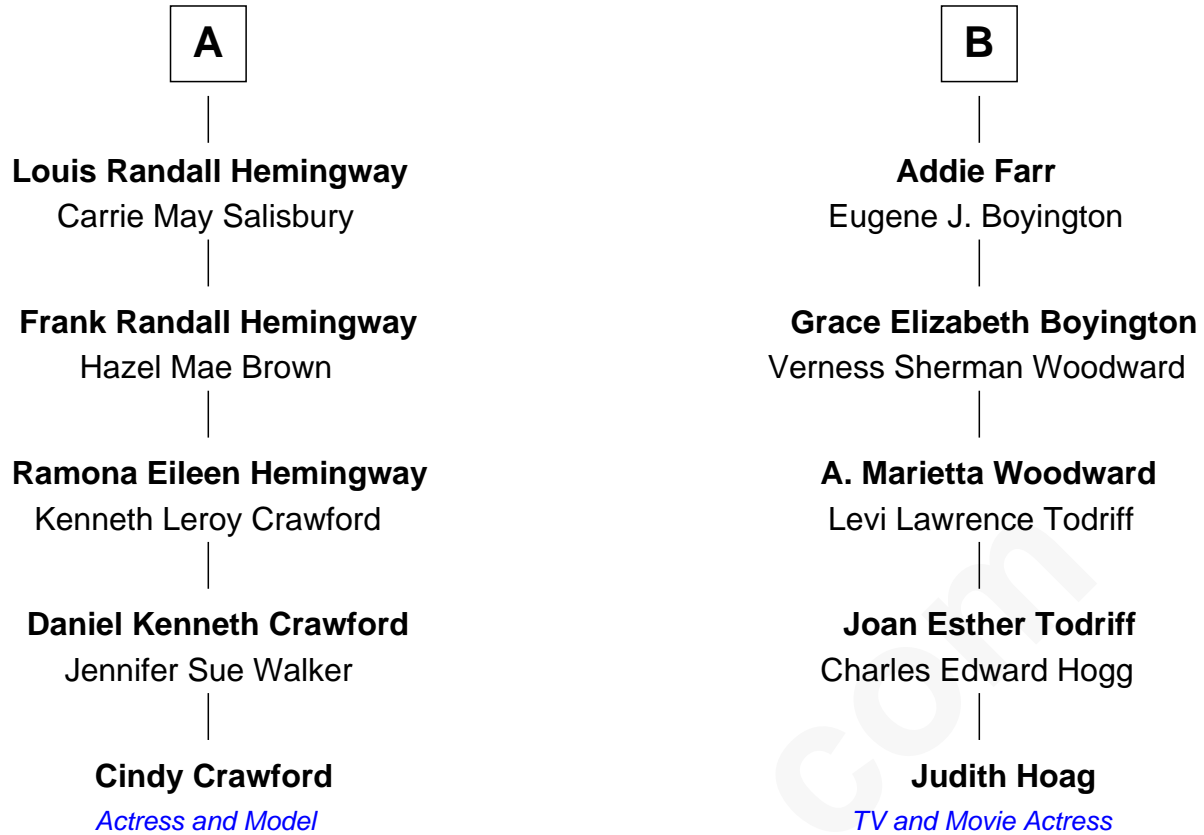 A
Louis Randall Hemingway
Carrie May Salisbury
Frank Randall Hemingway
Hazel Mae Brown
Ramona Eileen Hemingway
Kenneth Leroy Crawford
Daniel Kenneth Crawford
Jennifer Sue Walker
Cindy Crawford
Actress and Model
B
Addie Farr
Eugene J. Boyington
Grace Elizabeth Boyington
Verness Sherman Woodward
A. Marietta Woodward
Levi Lawrence Todriff
Joan Esther Todriff
Charles Edward Hogg
Judith Hoag
TV and Movie Actress
com